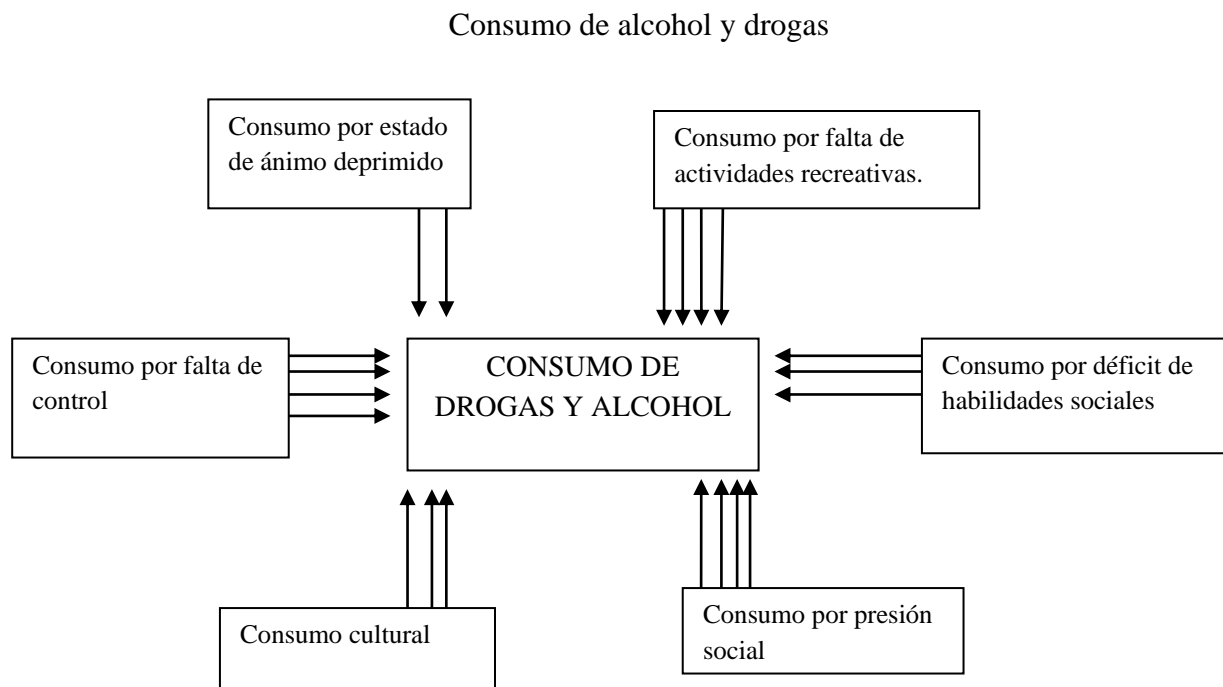 Consumo de alcohol y drogas
Consumo por estado
de ánimo deprimido
Consumo por falta de
actividades recreativas.
Consumo por falta de
control
CONSUMO DE
DROGAS Y ALCOHOL
Consumo por déficit de
habilidades sociales
Consumo cultural
Consumo por presión
social